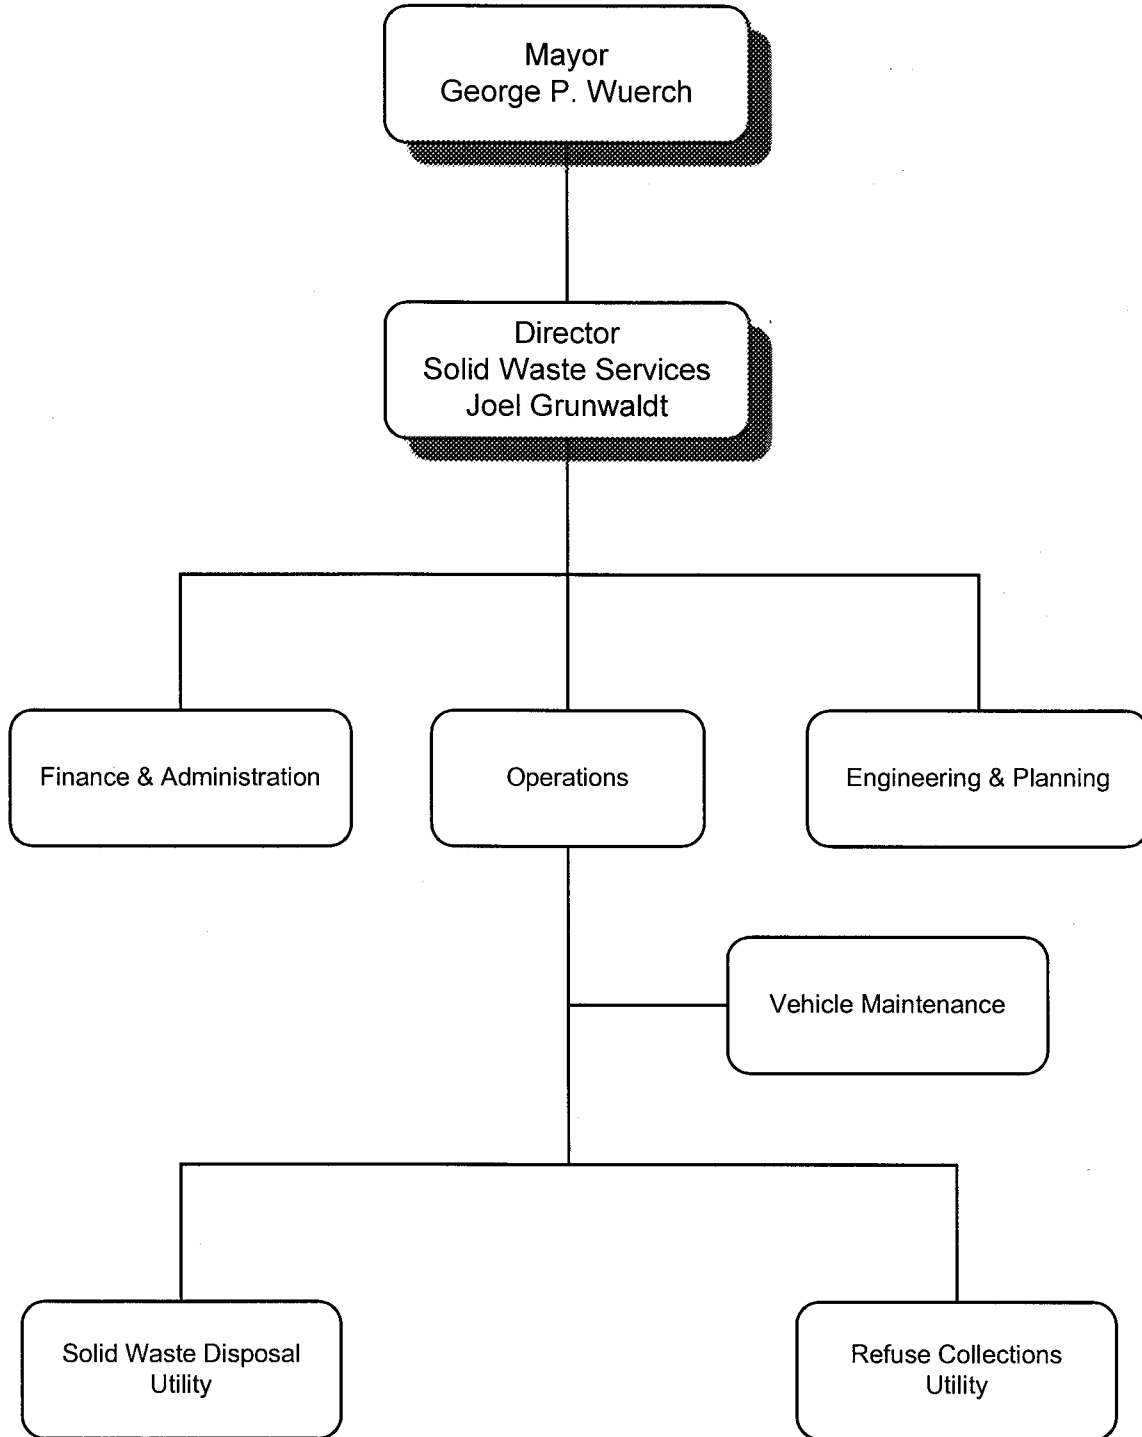 Mayor
George P. Wuerch
Director
Solid Waste Services
Joel Grunwaldt
Finance & Administration
Operations
Engineering & Planning
Vehicle Maintenance
Solid Waste Disposal
Utility
Refuse Collections
Utility